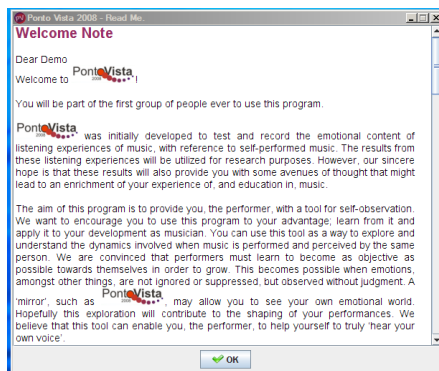 Ponto Vista 2008 - Read Me.
Welcome Note
Dear Demo
Welcome to PontoVista 2008 !
You will be part of the first group of people ever to use this program.
PontoVista 2008 was initially developed to test and record the emotional content of
listening experiences of music, with reference to self-performed music. The results from
these listening experiences will be utilized for research purposes. However, our sincere
hope is that these results will also provide you with some avenues of thought that might
lead to an enrichment of your experience of, and education in, music.
The aim of this program is to provide you, the performer, with a tool for self-observation.
We want to encourage you to use this program to your advantage; learn from it and
apply it to your development as musician. You can use this tool as a way to explore and
understand the dynamics involved when music is performed and perceived by the same
person. We are convinced that performers must learn to become as objective as
possible towards themselves in order to grow. This becomes possible when emotions,
amongst other things, are not ignored or suppressed, but observed without judgment. A
'mirror', such as PontoVista 2008, may allow you to see your own emotional world.
Hopefully this exploration will contribute to the shaping of your performances. We
believe that this tool can enable you, the performer, to help yourself to truly 'hear your
own voice'.
OK